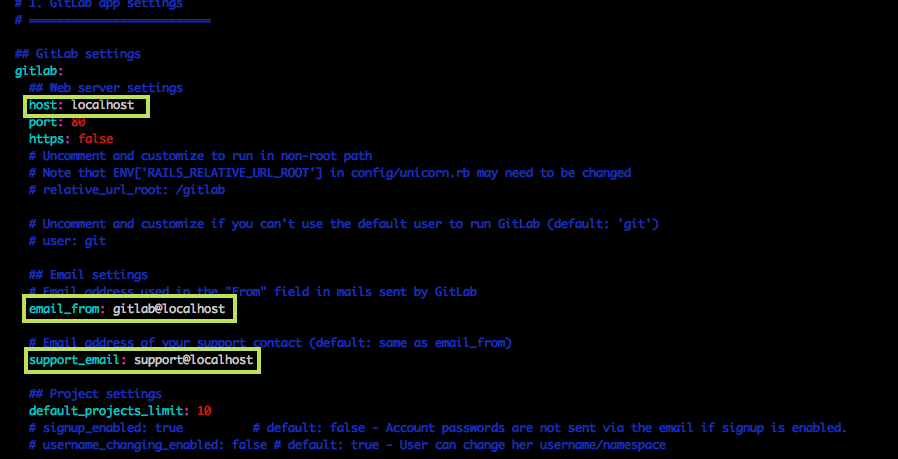 # 1. GitLab app settings
# ==========================
## GitLab settings
gitlab:
## Web server settings
host: localhost
port: 80
https: false
# Uncomment and customize to run in non-root path
# Note that ENV['RAILS_RELATIVE_URL_ROOT'] in config/unicorn.rb may need to be changed
# relative_url_root: /gitlab
# Uncomment and customize if you can't use the default user to run GitLab (default: 'git')
# user: git
## Email settings
# Email address used in the "From" field in mails sent by GitLab
email_from: gitlab@localhost
# Email address of your support contact (default: same as email_from)
support_email: support@localhost
## Project settings
default_projects_limit: 10
# signup_enabled: true          # default: false - Account passwords are not sent via the email if signup is enabled.
# username_changing_enabled: false # default: true - User can change her username/namespace